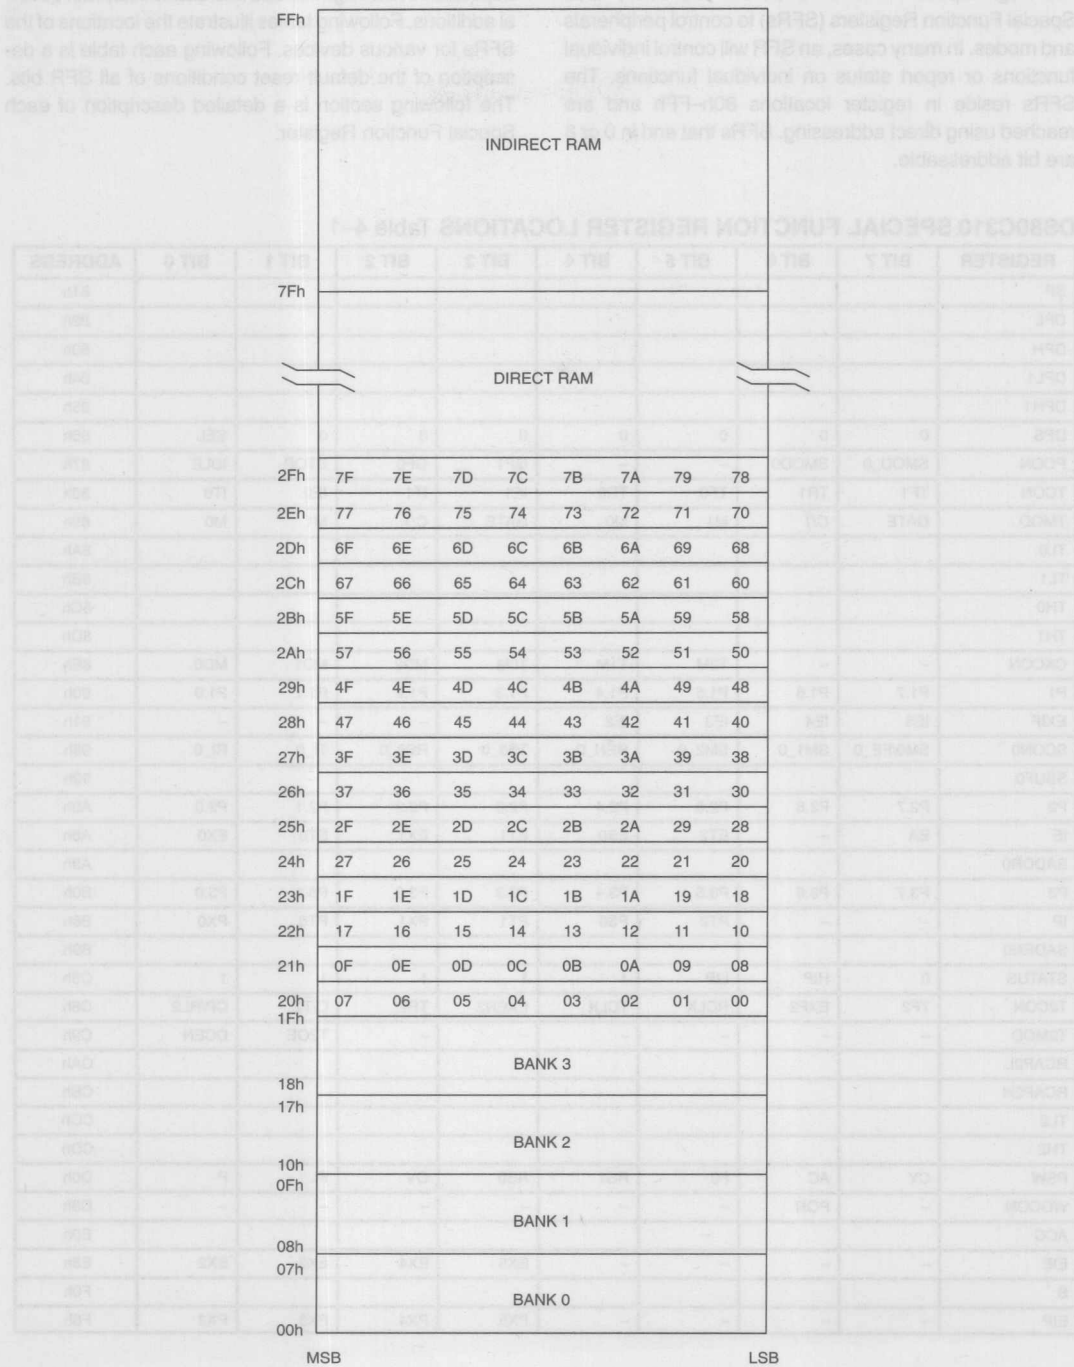 FFh
INDIRECT RAM
7Fh
DIRECT RAM
2Fh 7F 7E 7D 7C 7B 7A 79 78
2Eh 77 76 75 74 73 72 71 70
2Dh 6F 6E 6D 6C 6B 6A 69 68
2Ch 67 66 65 64 63 62 61 60
2Bh 5F 5E 5D 5C 5B 5A 59 58
2Ah 57 56 55 54 53 52 51 50
29h 4F 4E 4D 4C 4B 4A 49 48
28h 47 46 45 44 43 42 41 40
27h 3F 3E 3D 3C 3B 3A 39 38
26h 37 36 35 34 33 32 31 30
25h 2F 2E 2D 2C 2B 2A 29 28
24h 27 26 25 24 23 22 21 20
23h 1F 1E 1D 1C 1B 1A 19 18
22h 17 16 15 14 13 12 11 10
21h 0F 0E 0D 0C 0B 0A 09 08
20h 07 06 05 04 03 02 01 00
1Fh
BANK 3
18h
17h
BANK 2
10h
0Fh
BANK 1
08h
07h
BANK 0
00h
MSB LSB